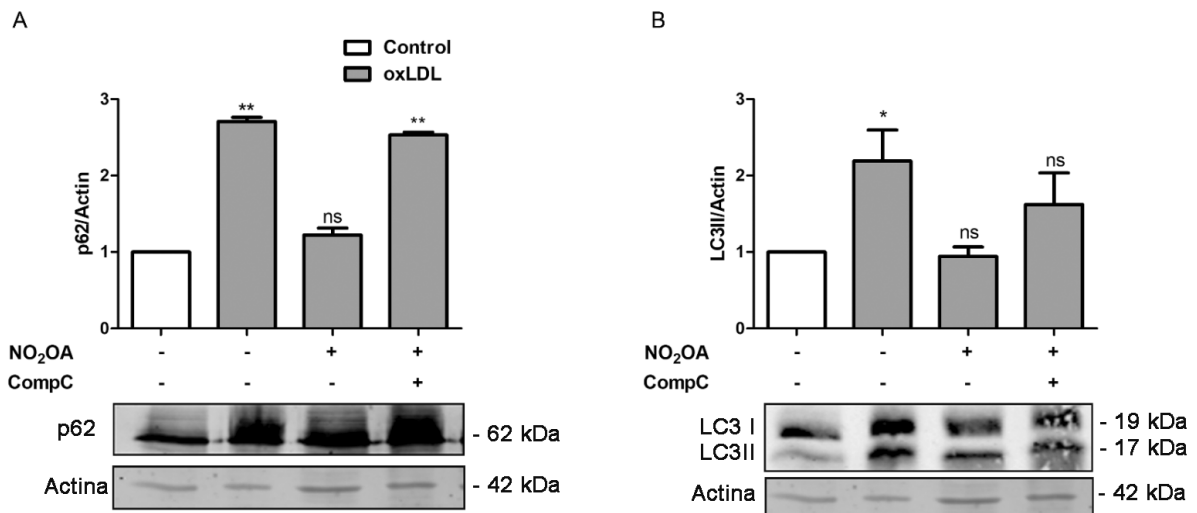 A
Control
oxLDL
3
2
1
0
p62/Actin
**
ns
**
NO₂OA - - + +
CompC - - - +
p62
- 62 kDa
Actina
- 42 kDa
B
3
2
1
0
LC3II/Actin
*
ns
ns
NO₂OA - - + +
CompC - - - +
LC3 I
- 19 kDa
LC3II
- 17 kDa
Actina
- 42 kDa